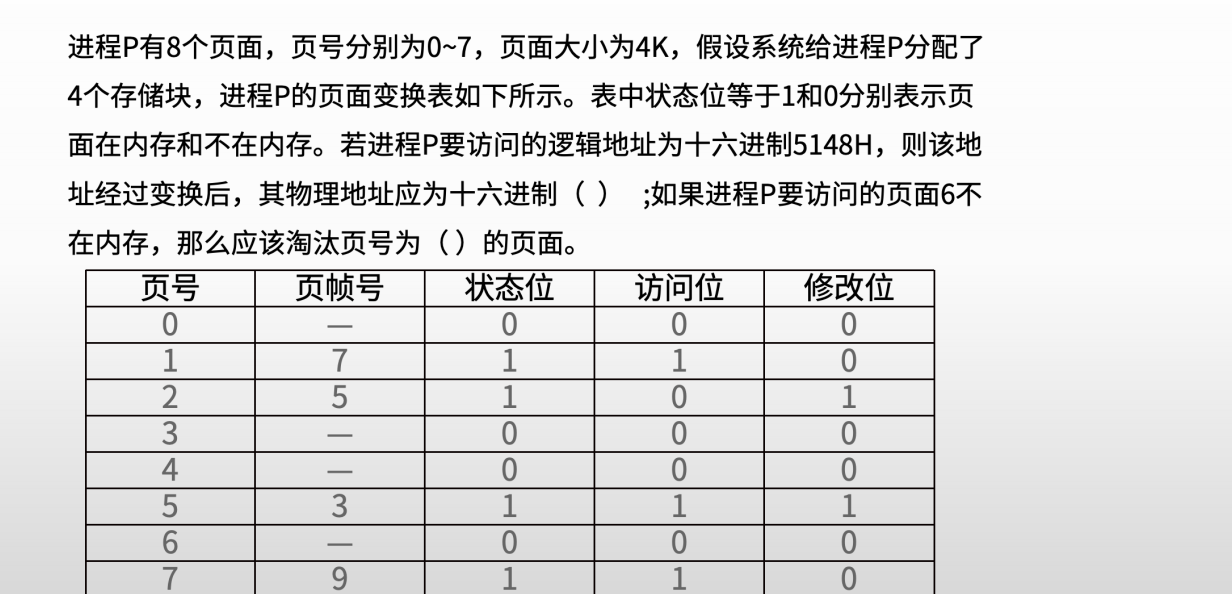 进程P有8个页面，页号分别为0~7，页面大小为4K，假设系统给进程P分配了
4个存储块，进程P的页面变换表如下所示。表中状态位等于1和0分别表示页
面在内存和不在内存。若进程P要访问的逻辑地址为十六进制5148H，则该地
址经过变换后，其物理地址应为十六进制（ ） ;如果进程P要访问的页面6不
在内存，那么应该淘汰页号为（ ）的页面。
页号 页帧号 状态位 访问位 修改位
0 — 0 0 0
1 7 1 1 0
2 5 1 0 1
3 — 0 0 0
4 — 0 0 0
5 3 1 1 1
6 — 0 0 0
7 9 1 1 0